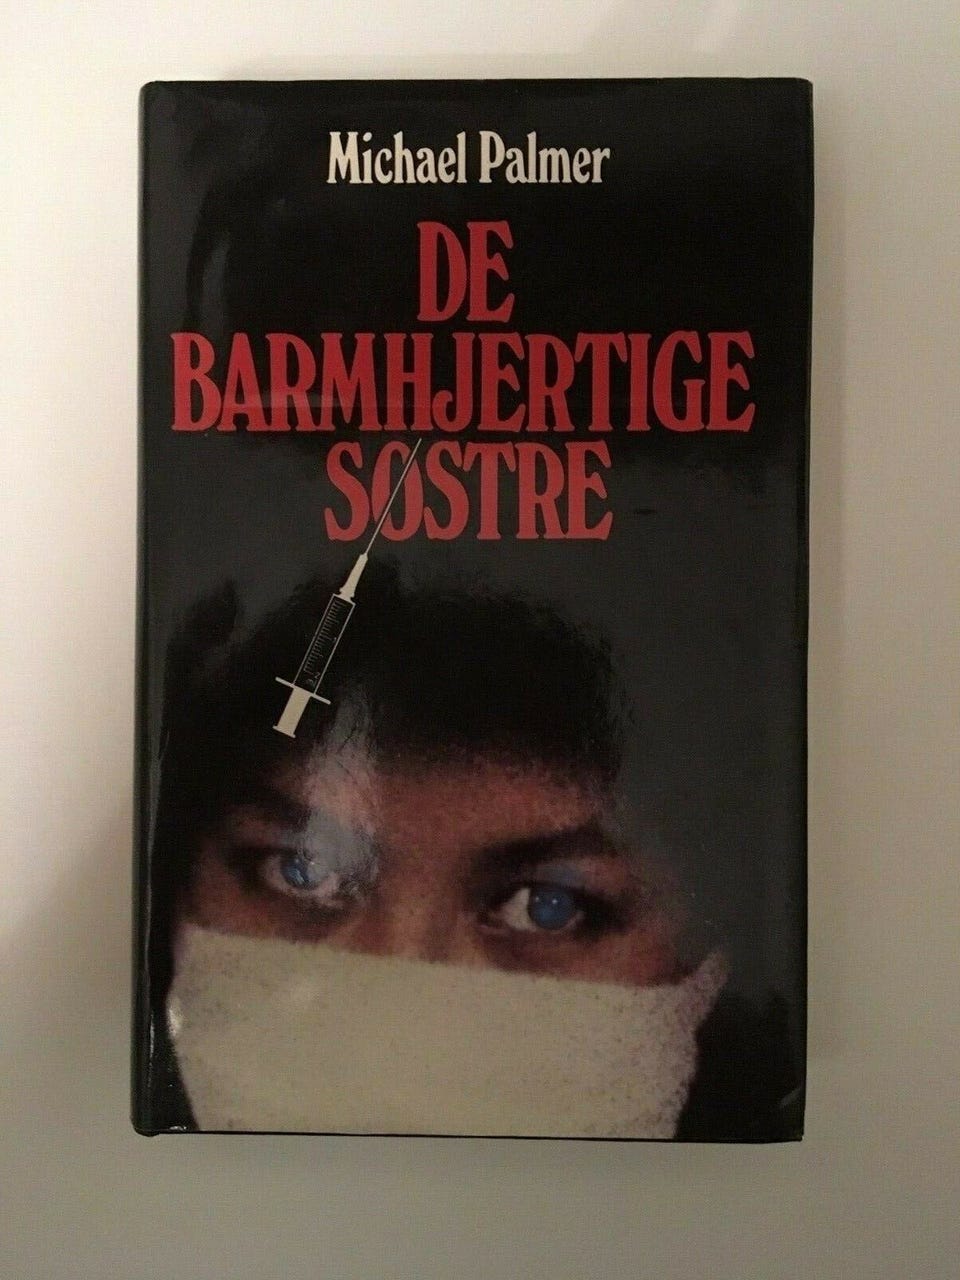 Michael Palmer
DE
BARMHJERTIGE
SØSTRE